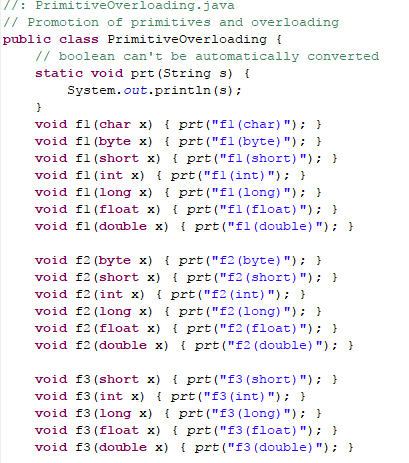 //: PrimitiveOverloading.java
// Promotion of primitives and overloading
public class PrimitiveOverloading {
// boolean can't be automatically converted
static void prt(String s) {
System.out.println(s);
}
void f1(char x) { prt("f1(char)"); }
void f1(byte x) { prt("f1(byte)"); }
void f1(short x) { prt("f1(short)"); }
void f1(int x) { prt("f1(int)"); }
void f1(long x) { prt("f1(long)"); }
void f1(float x) { prt("f1(float)"); }
void f1(double x) { prt("f1(double)"); }
void f2(byte x) { prt("f2(byte)"); }
void f2(short x) { prt("f2(short)"); }
void f2(int x) { prt("f2(int)"); }
void f2(long x) { prt("f2(long)"); }
void f2(float x) { prt("f2(float)"); }
void f2(double x) { prt("f2(double)"); }
void f3(short x) { prt("f3(short)"); }
void f3(int x) { prt("f3(int)"); }
void f3(long x) { prt("f3(long)"); }
void f3(float x) { prt("f3(float)"); }
void f3(double x) { prt("f3(double)"); }